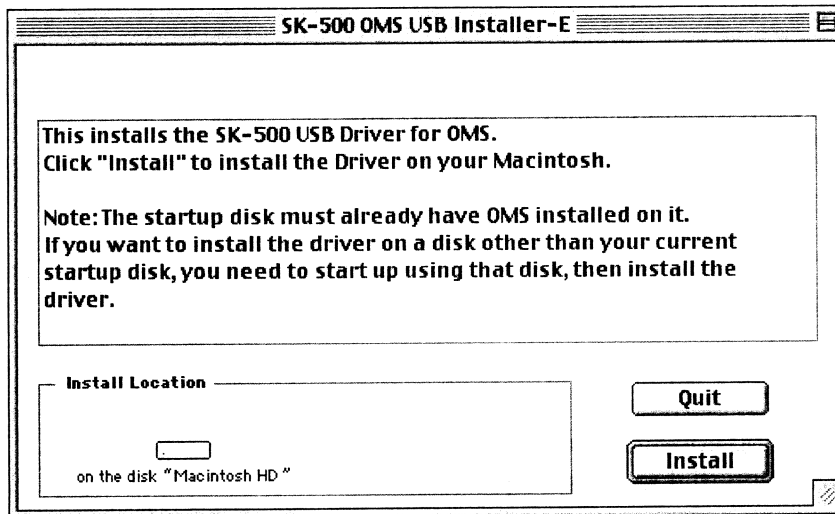 SK-500 OMS USB Installer-E
This installs the SK-500 USB Driver for OMS.
Click "Install" to install the Driver on your Macintosh.
Note: The startup disk must already have OMS installed on it.
If you want to install the driver on a disk other than your current
startup disk, you need to start up using that disk, then install the
driver.
Install Location
on the disk "Macintosh HD"
Quit
Install